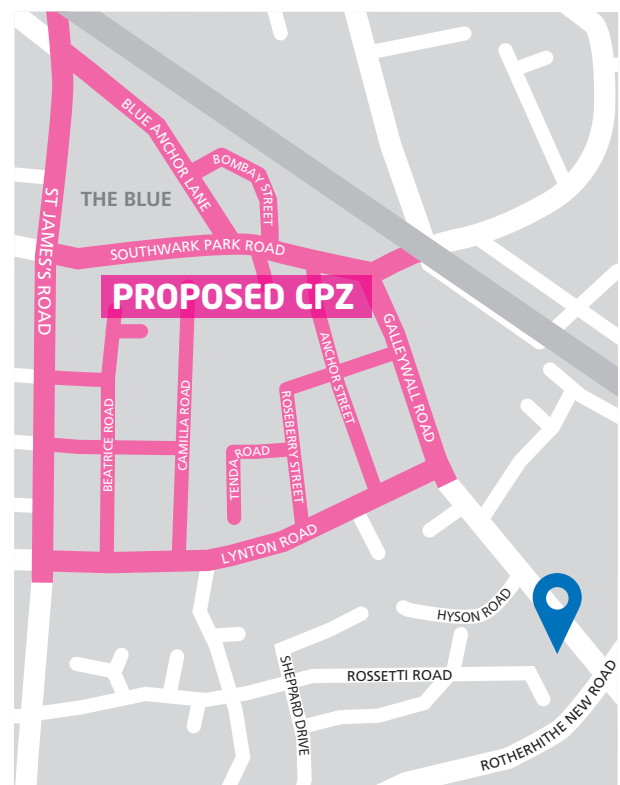 BLUE ANCHOR LANE
BOMBAY STREET
THE BLUE
ST JAMES'S ROAD
SOUTHWARK PARK ROAD
PROPOSED CPZ
GALLEYWALL ROAD
ANCHOR STREET
CAMILLA ROAD
BEATRICE ROAD
ROSEBERRY STREET
TENDA ROAD
LYNTON ROAD
HYSON ROAD
SHEPPARD DRIVE
ROSSETTI ROAD
ROTHERHITHE NEW ROAD